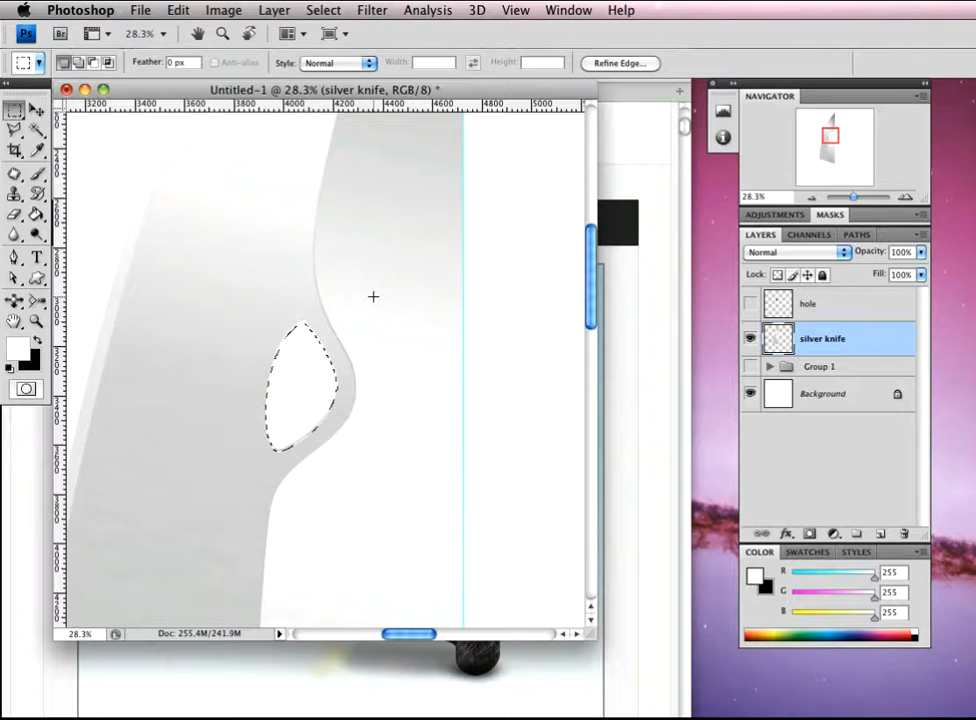 Photoshop File Edit Image Layer Select Filter Analysis 3D View Window Help
Ps Br 28.3%
Feather: 0 px Anti-alias Style: Normal Width: Height: Refine Edge...
Untitled-1 @ 28.3% (silver knife, RGB/8) *
3200 3400 3600 3800 4000 4200 4400 4600 4800 5000
NAVIGATOR
28.3%
ADJUSTMENTS MASKS
LAYERS CHANNELS PATHS
Normal Opacity: 100%
Lock: Fill: 100%
hole
silver knife
Group 1
Background
COLOR SWATCHES STYLES
R 255
G 255
B 255
28.3% Doc: 255.4M/241.9M